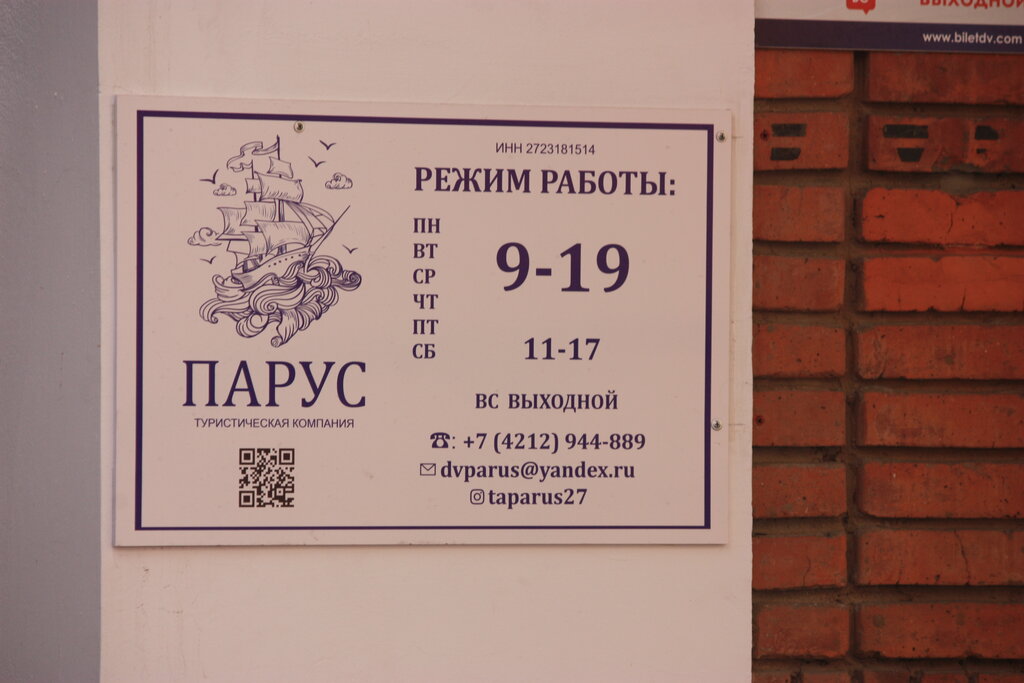 ВЫХОДНОЙ
www.biletdv.com
ИНН 2723181514
РЕЖИМ РАБОТЫ:
ПН
ВТ
СР
ЧТ
ПТ
9-19
СБ 11-17
ВС ВЫХОДНОЙ
☎: +7 (4212) 944-889
dvparus@yandex.ru
taparus27
ПАРУС
ТУРИСТИЧЕСКАЯ КОМПАНИЯ